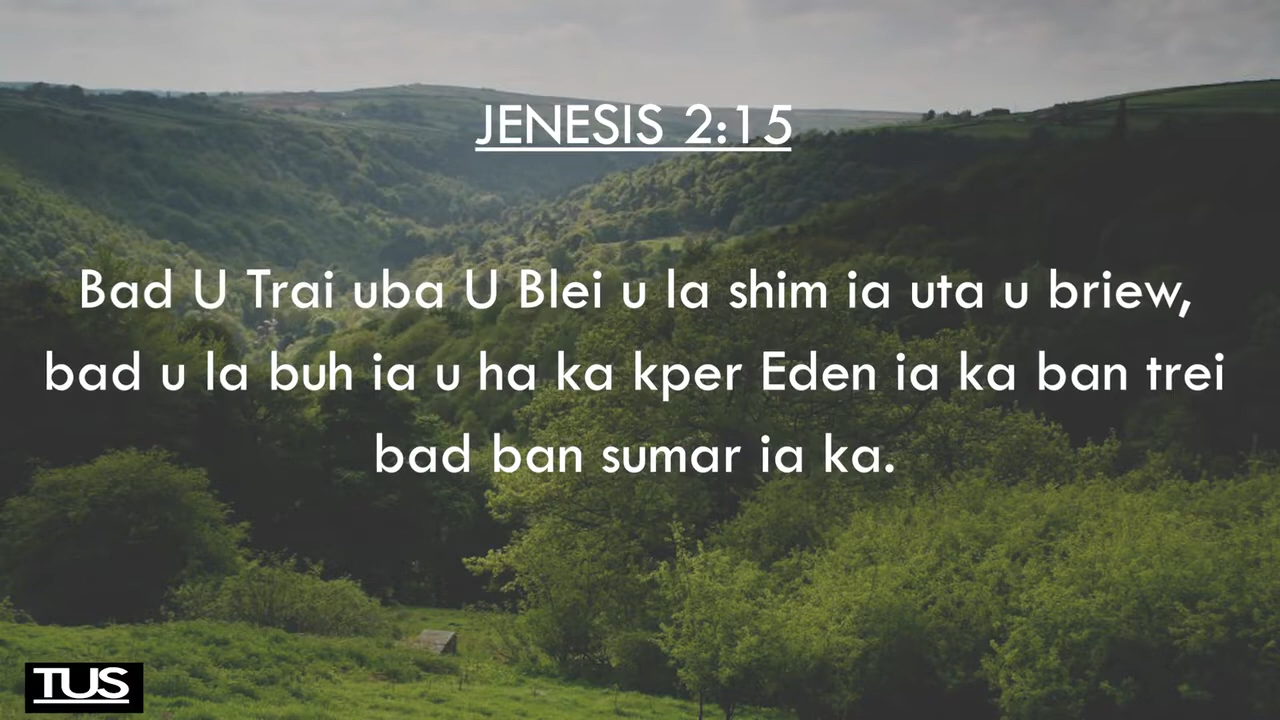 JENESIS 2:15
Bad U Trai uba U Blei u la shim ia uta u briew,
bad u la buh ia u ha ka kper Eden ia ka ban trei
bad ban sumar ia ka.
TUS